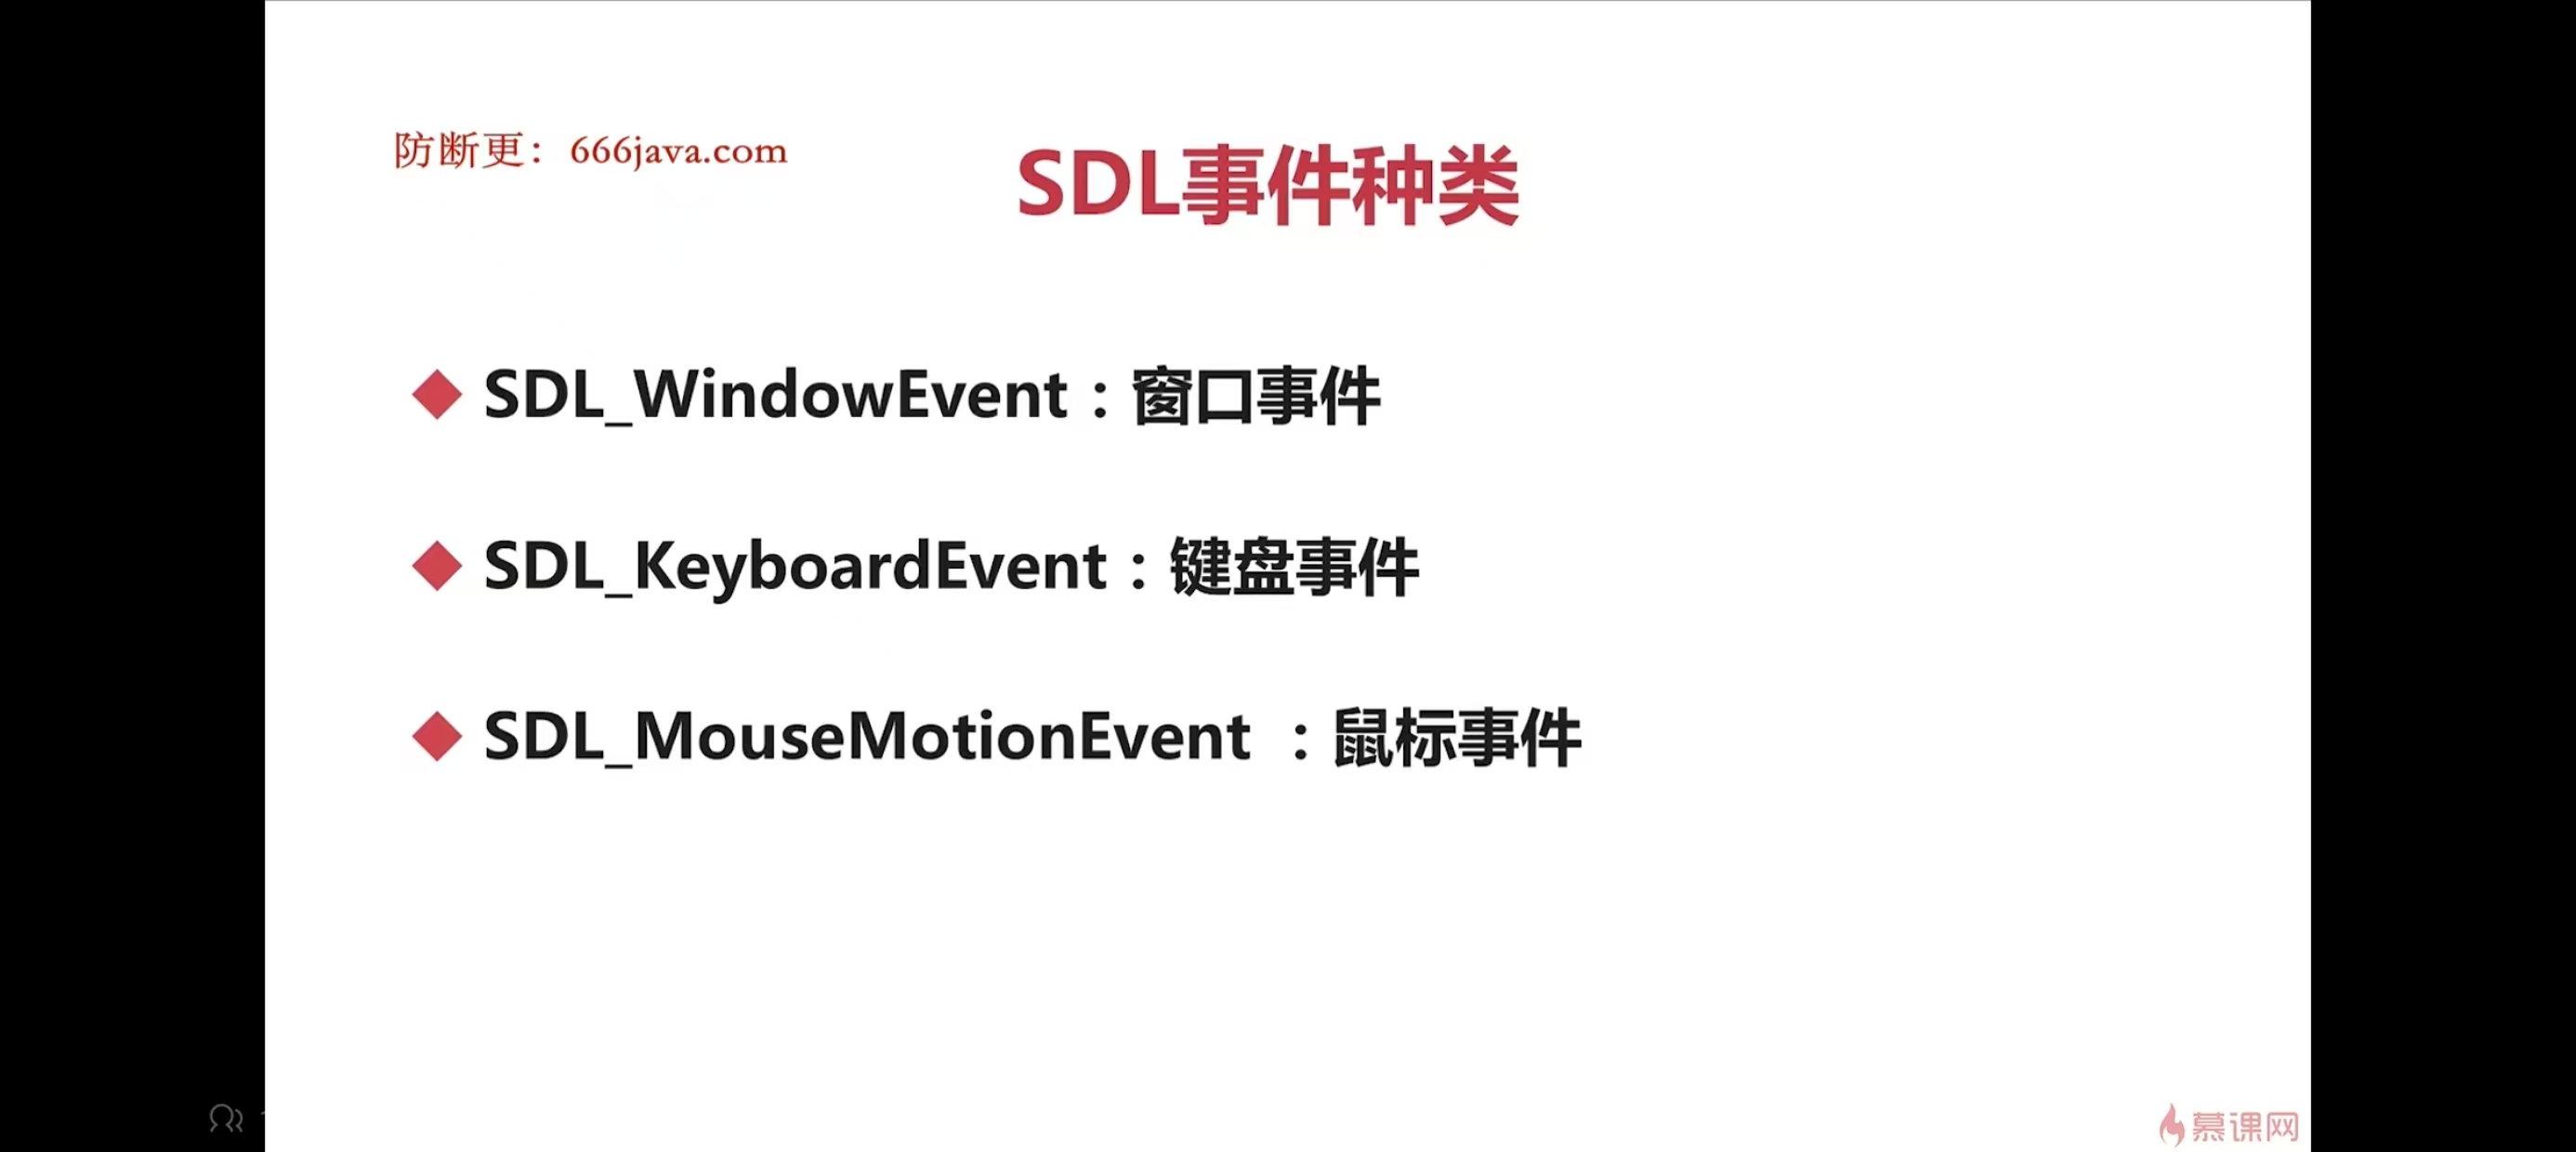 防断更：666java.com
SDL事件种类
SDL_WindowEvent：窗口事件
SDL_KeyboardEvent：键盘事件
SDL_MouseMotionEvent ：鼠标事件
慕课网